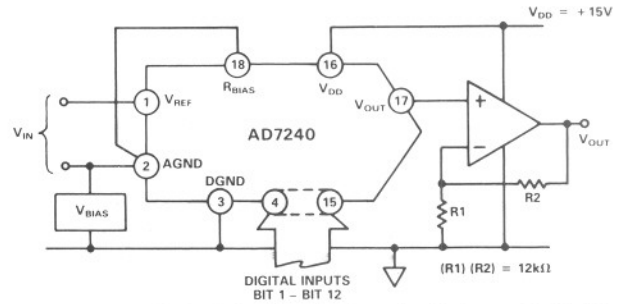 V_DD = +15V
18
16
R_BIAS
V_DD
17
V_OUT
+
1
V_REF
V_IN
AD7240
V_OUT
−
2
AGND
DGND
R2
V_BIAS
3
4
15
R1
(R1) (R2) = 12kΩ
DIGITAL INPUTS
BIT 1 – BIT 12